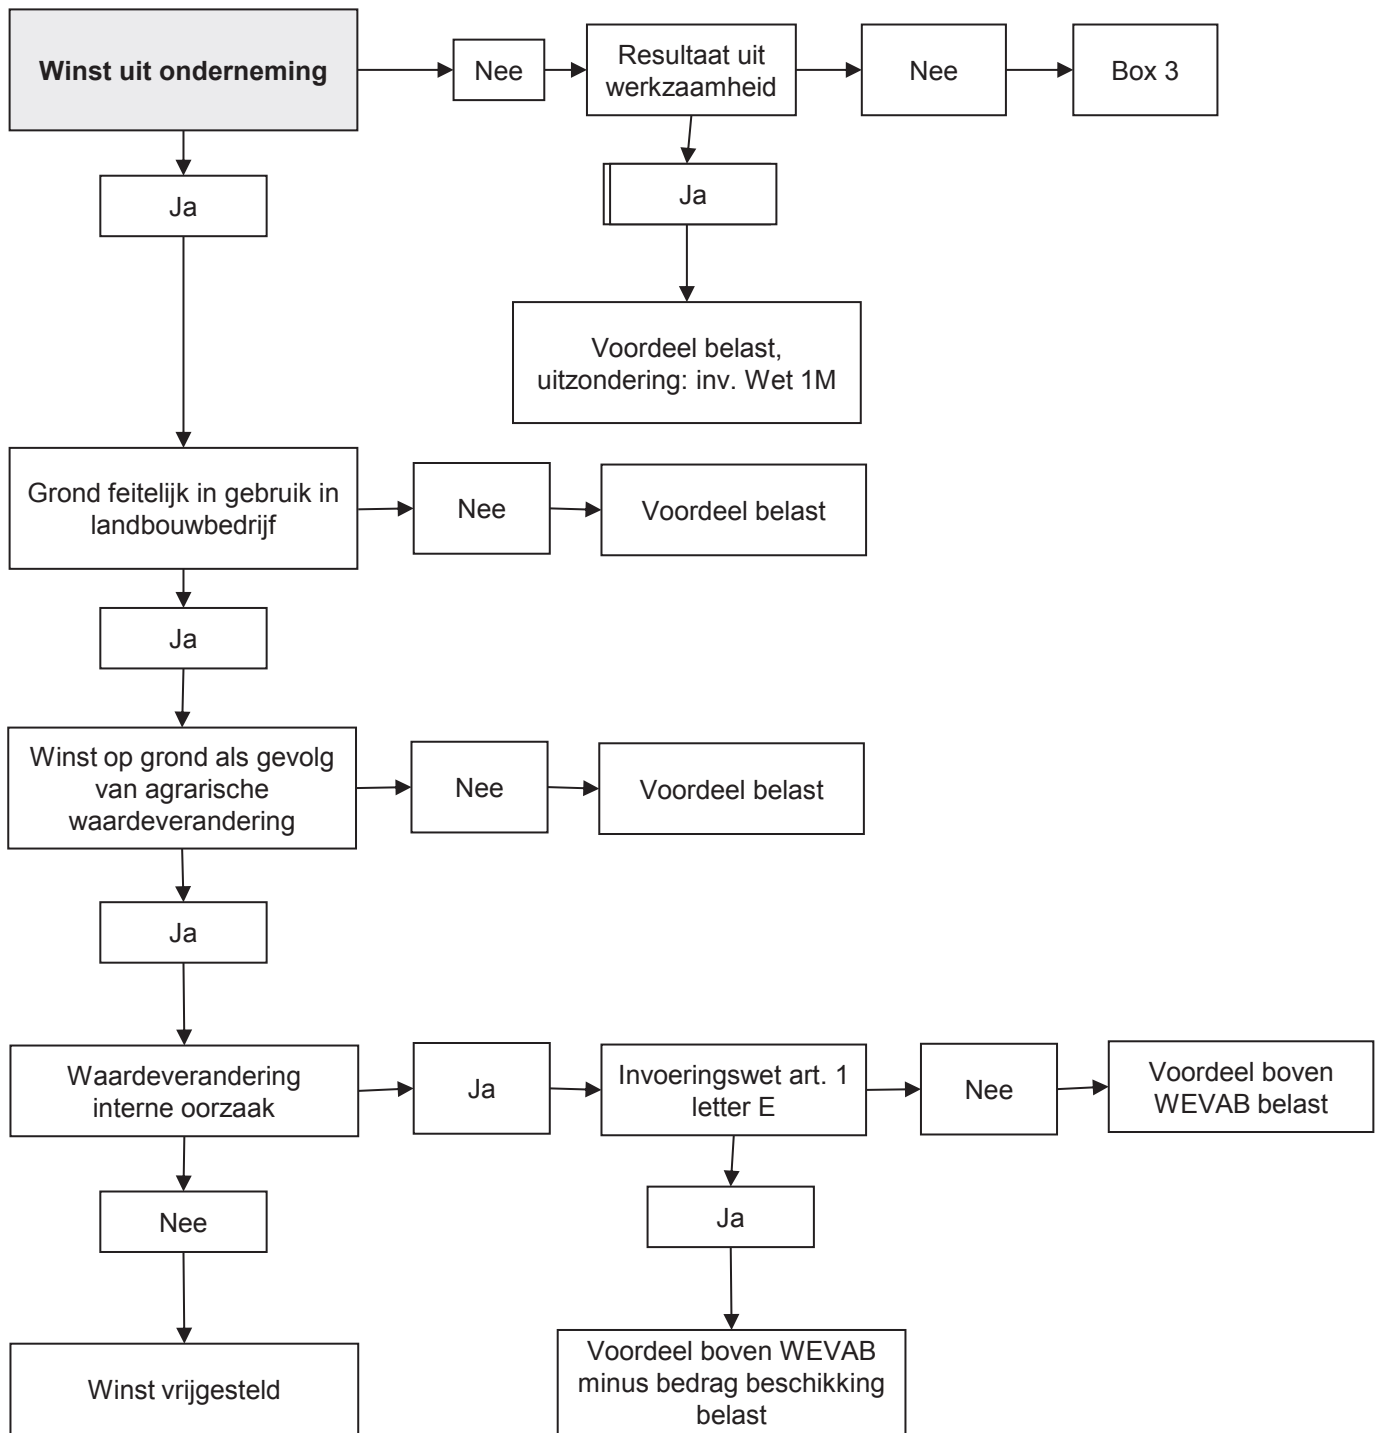 Winst uit onderneming
Nee
Resultaat uit
werkzaamheid
Nee
Box 3
Ja
Ja
Voordeel belast,
uitzondering: inv. Wet 1M
Grond feitelijk in gebruik in
landbouwbedrijf
Nee
Voordeel belast
Ja
Winst op grond als gevolg
van agrarische
waardeverandering
Nee
Voordeel belast
Ja
Waardeverandering
interne oorzaak
Ja
Invoeringswet art. 1
letter E
Nee
Voordeel boven
WEVAB belast
Nee
Ja
Winst vrijgesteld
Voordeel boven WEVAB
minus bedrag beschikking
belast